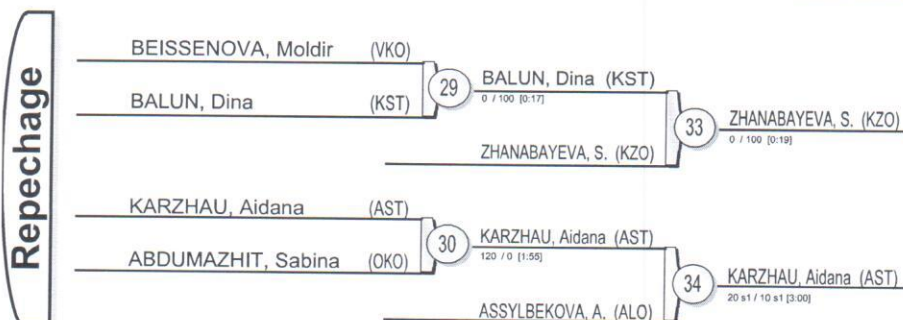 Repechage
BEISSENOVA, Moldir (VKO)
BALUN, Dina (KST)
29
BALUN, Dina (KST)
0 / 100 [0:17]
ZHANABAYEVA, S. (KZO)
33
ZHANABAYEVA, S. (KZO)
0 / 100 [0:19]
KARZHAU, Aidana (AST)
ABDUMAZHIT, Sabina (OKO)
30
KARZHAU, Aidana (AST)
120 / 0 [1:55]
ASSYLBEKOVA, A. (ALO)
34
KARZHAU, Aidana (AST)
20 s1 / 10 s1 [3:00]